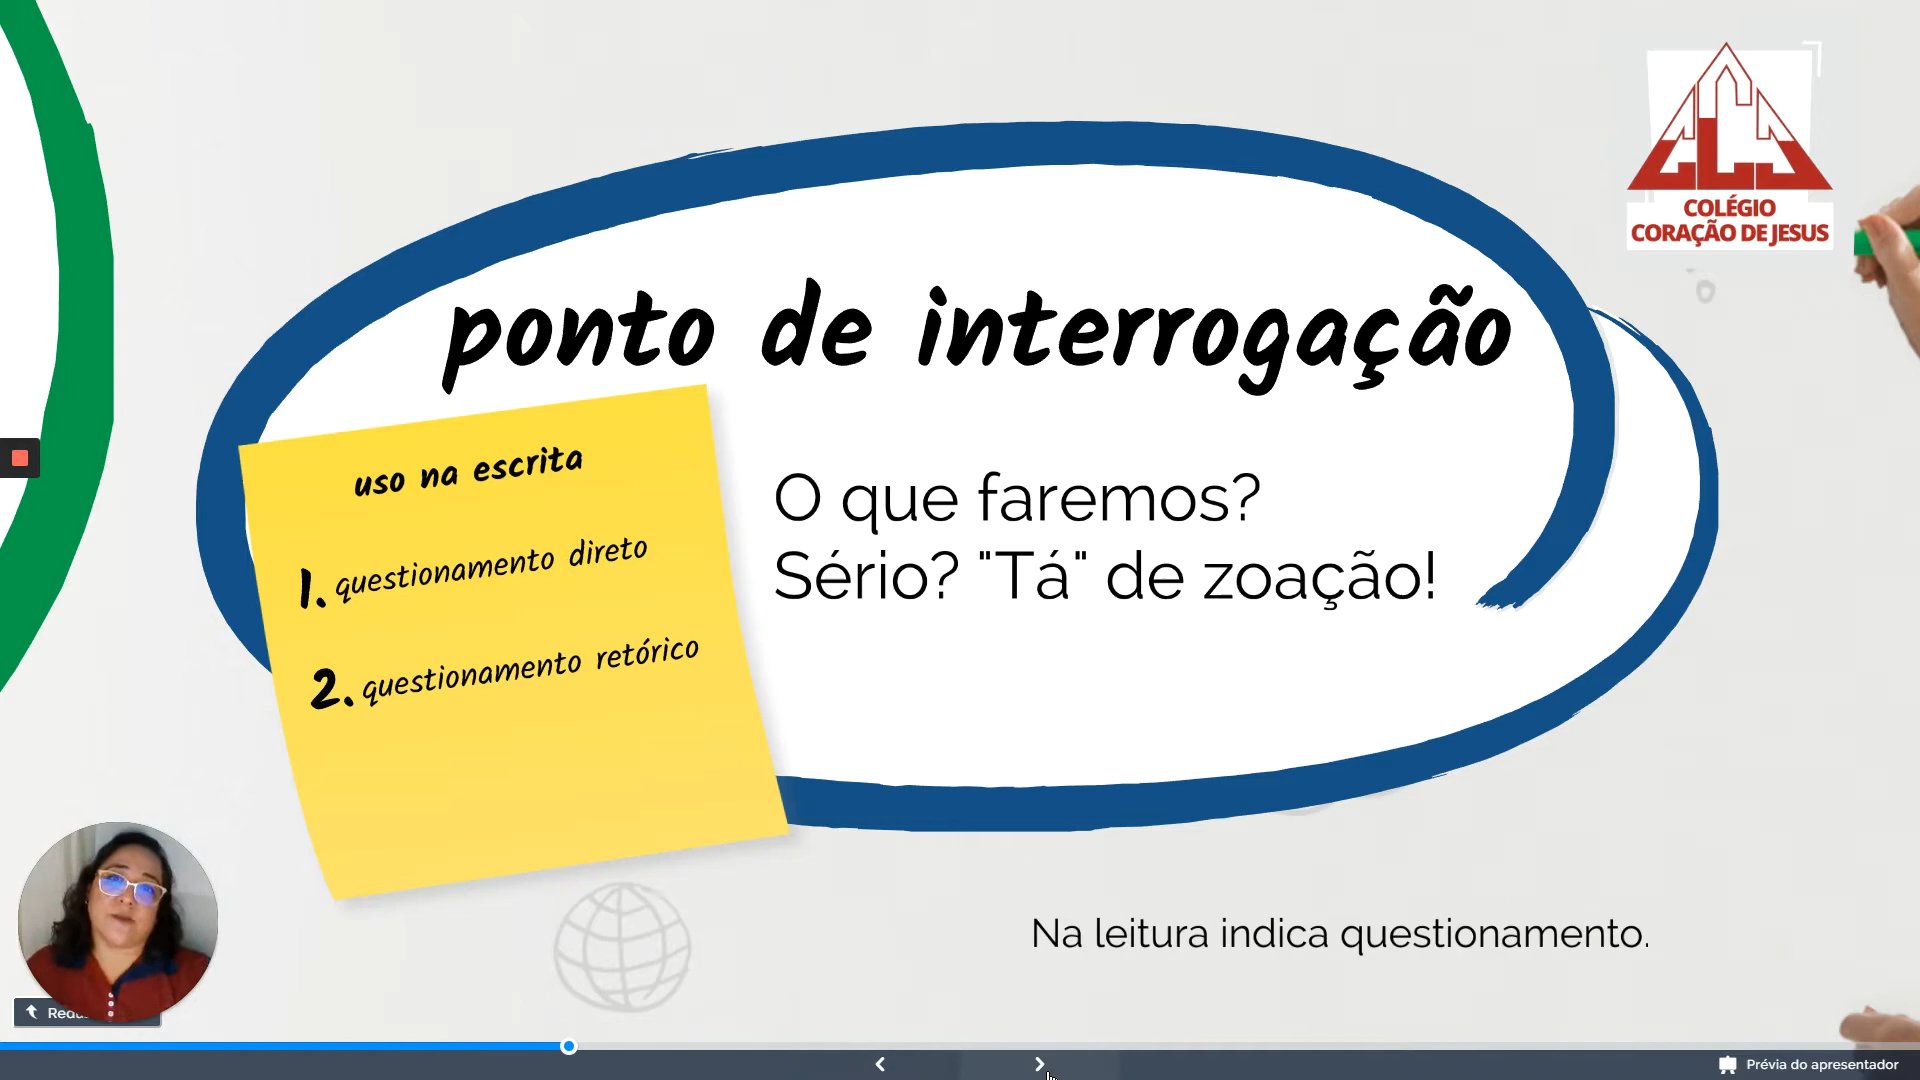 COLÉGIO
CORAÇÃO DE JESUS
ponto de interrogação
uso na escrita
1. questionamento direto
2. questionamento retórico
O que faremos?
Sério? "Tá" de zoação!
Na leitura indica questionamento.
Prévia do apresentador